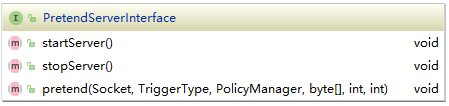 I PretendServerInterface
m startServer() void
m stopServer() void
m pretend(Socket, TriggerType, PolicyManager, byte[], int, int) void